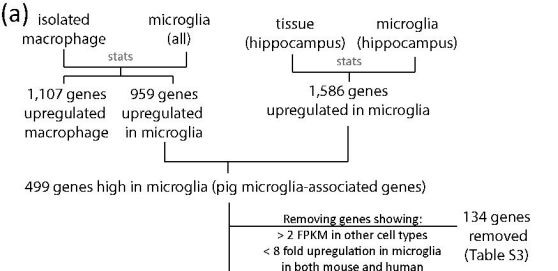 (a)
isolated
macrophage
microglia
(all)
stats
1,107 genes
upregulated
macrophage
959 genes
upregulated
in microglia
tissue
(hippocampus)
microglia
(hippocampus)
stats
1,586 genes
upregulated in microglia
499 genes high in microglia (pig microglia-associated genes)
Removing genes showing:
> 2 FPKM in other cell types
< 8 fold upregulation in microglia
in both mouse and human
134 genes
removed
(Table S3)